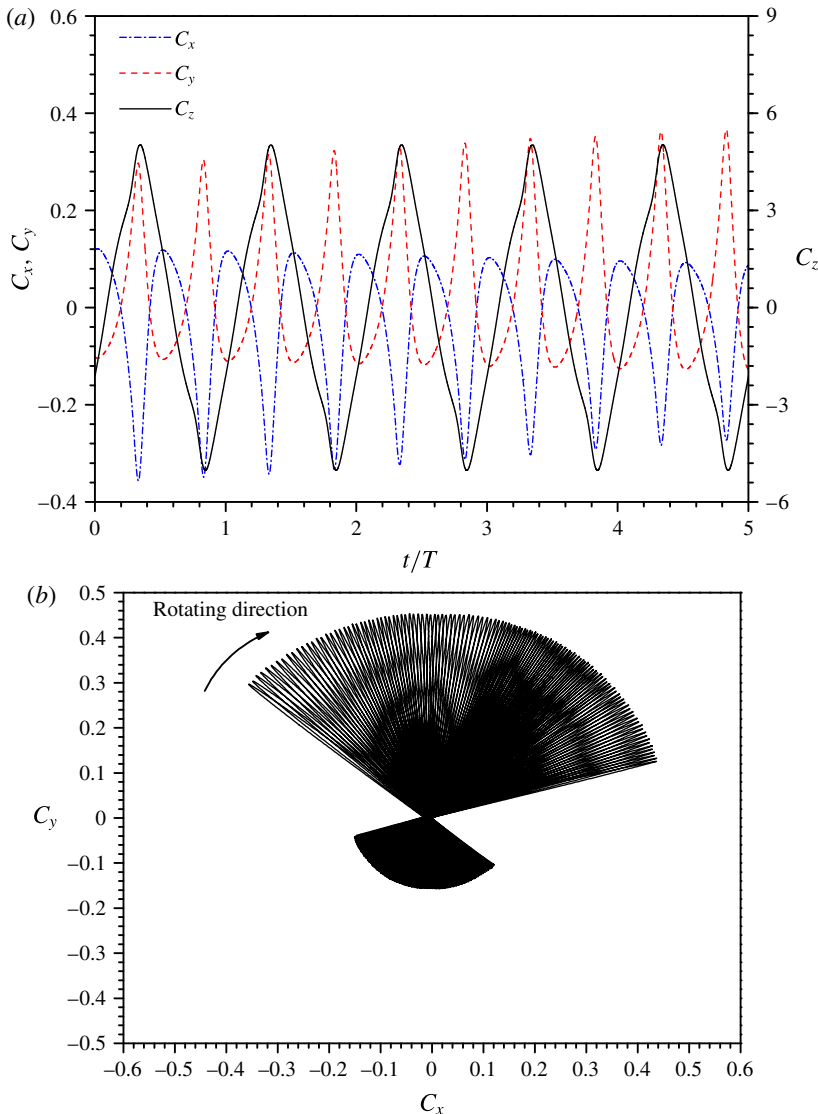 (a)
0.6
9
C_x
C_y
C_z
0.4
6
0.2
3
C_x, C_y
0
0
C_z
–0.2
–3
–0.4
–6
0 1 2 3 4 5
t/T
(b)
0.5
Rotating direction
0.4
0.3
0.2
0.1
C_y
0
–0.1
–0.2
–0.3
–0.4
–0.5
–0.6 –0.5 –0.4 –0.3 –0.2 –0.1 0 0.1 0.2 0.3 0.4 0.5 0.6
C_x